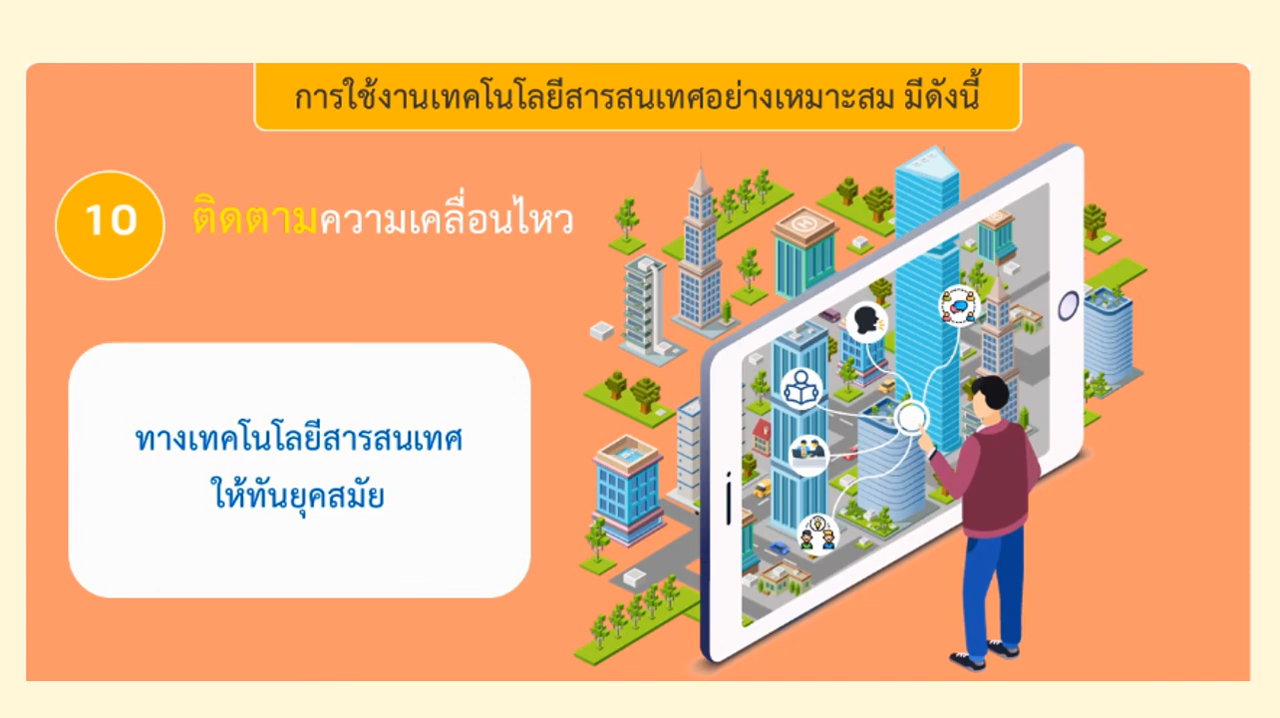 การใช้งานเทคโนโลยีสารสนเทศอย่างเหมาะสม มีดังนี้
10 ติดตามความเคลื่อนไหว
ทางเทคโนโลยีสารสนเทศ
ให้ทันยุคสมัย
H